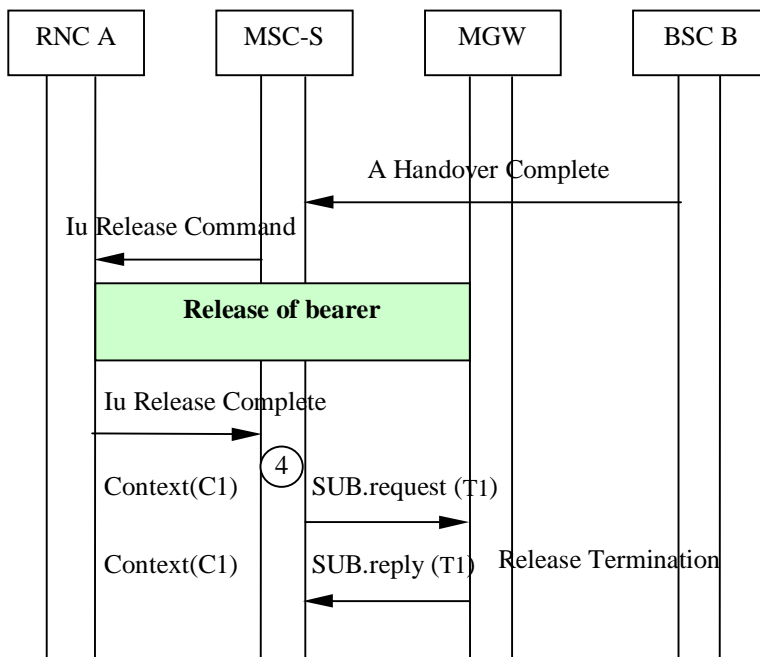 RNC A MSC-S MGW BSC B
A Handover Complete
Iu Release Command
Release of bearer
Iu Release Complete
4
Context(C1) SUB.request (T1)
Context(C1) SUB.reply (T1) Release Termination